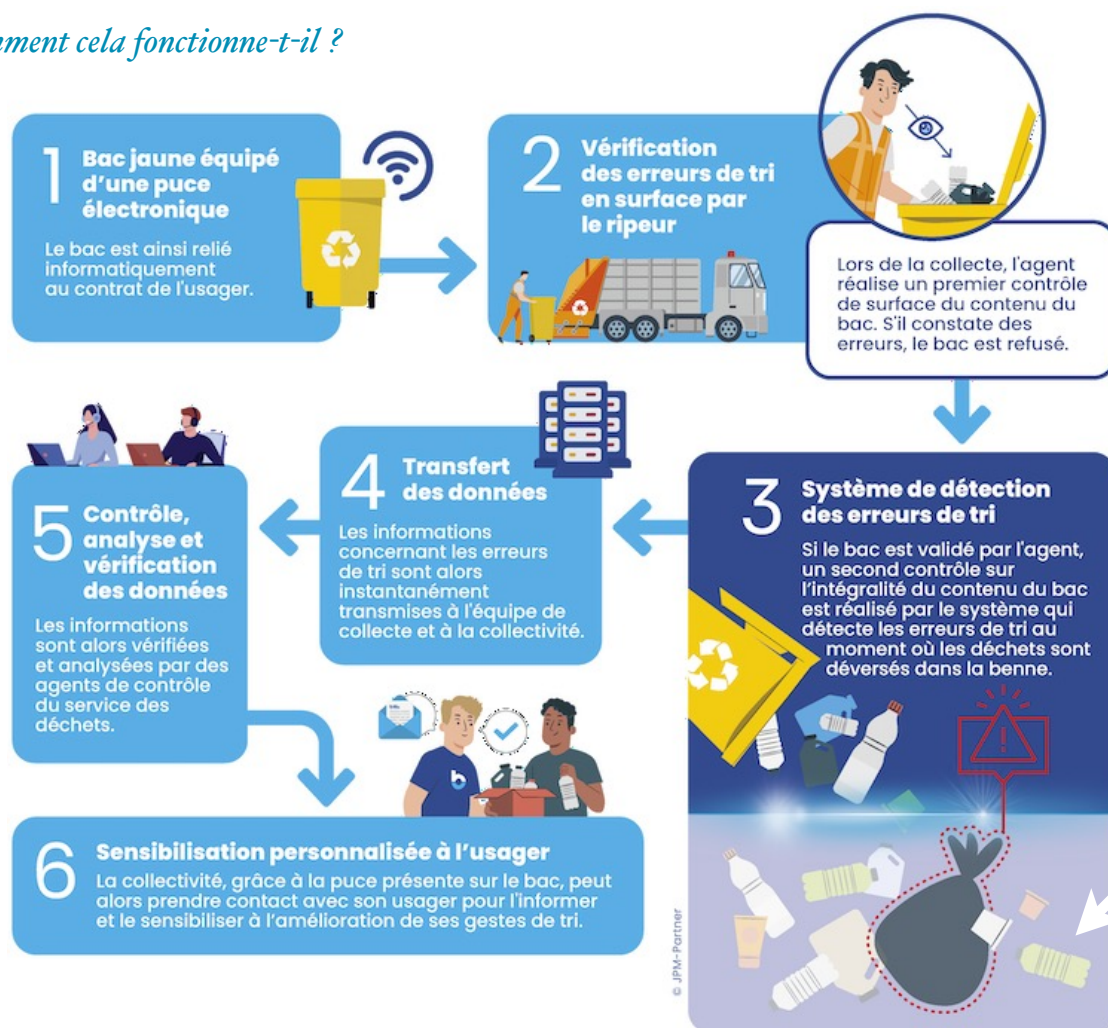 mment cela fonctionne-t-il ?
1
Bac jaune équipé
d'une puce
électronique
Le bac est ainsi relié
informatiquement
au contrat de l'usager.
2
Vérification
des erreurs de tri
en surface par
le ripeur
Lors de la collecte, l'agent
réalise un premier contrôle
de surface du contenu du
bac. S'il constate des
erreurs, le bac est refusé.
3
Système de détection
des erreurs de tri
Si le bac est validé par l'agent,
un second contrôle sur
l'intégralité du contenu du bac
est réalisé par le système qui
détecte les erreurs de tri au
moment où les déchets sont
déversés dans la benne.
4
Transfert
des données
Les informations
concernant les erreurs
de tri sont alors
instantanément
transmises à l'équipe de
collecte et à la collectivité.
5
Contrôle,
analyse et
vérification
des données
Les informations
sont alors vérifiées
et analysées par des
agents de contrôle
du service des
déchets.
6
Sensibilisation personnalisée à l'usager
La collectivité, grâce à la puce présente sur le bac, peut
alors prendre contact avec son usager pour l'informer
et le sensibiliser à l'amélioration de ses gestes de tri.
© JPM-Partner